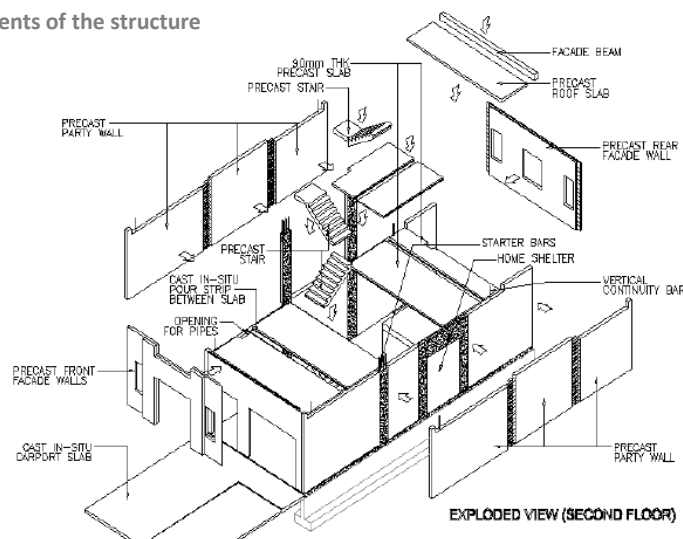 ents of the structure
FACADE BEAM
90mm THK
PRECAST SLAB
PRECAST STAIR
PRECAST
ROOF SLAB
PRECAST
PARTY WALL
PRECAST REAR
FACADE WALL
PRECAST
STAIR
STARTER BARS
HOME SHELTER
CAST IN-SITU
POUR STRIP
BETWEEN SLAB
VERTICAL
CONTINUITY BAR
OPENING
FOR PIPES
PRECAST FRONT
FACADE WALLS
CAST IN-SITU
CARPORT SLAB
PRECAST
PARTY WALL
EXPLODED VIEW (SECOND FLOOR)